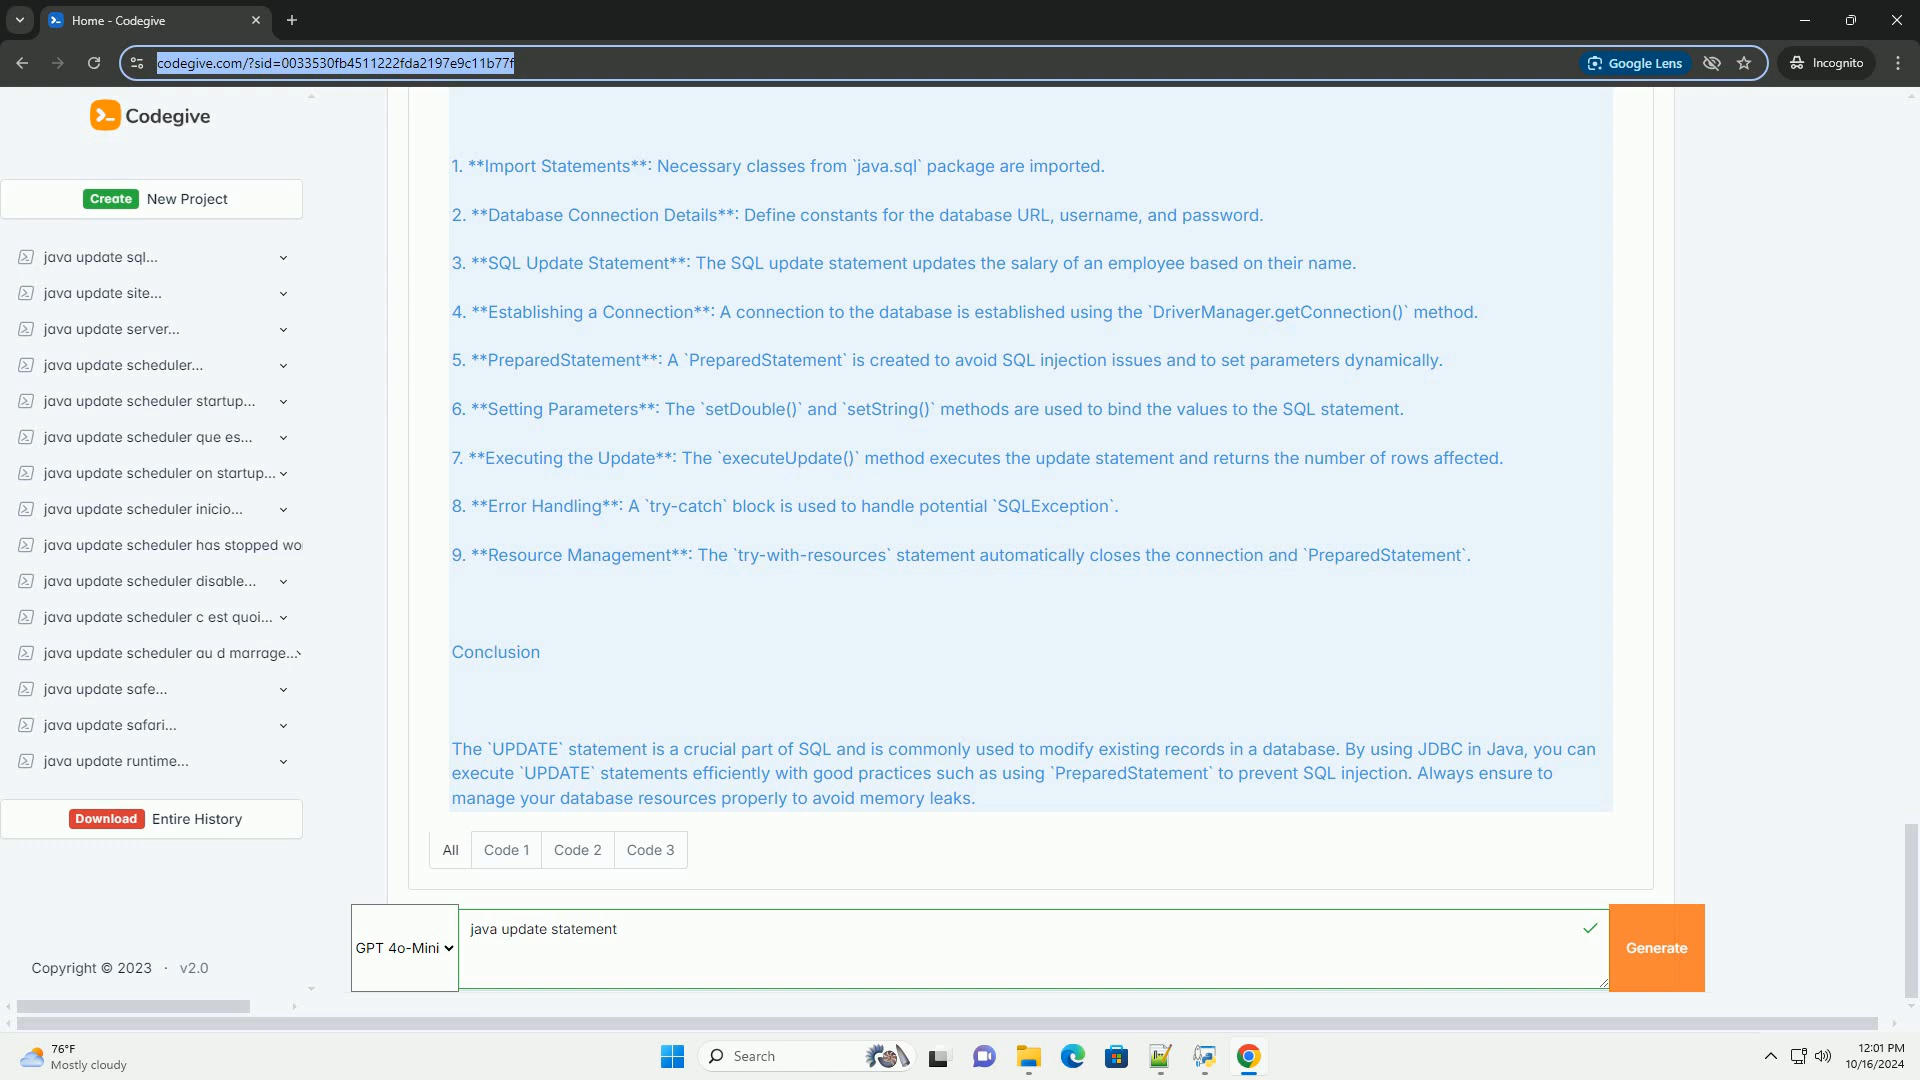 Home - Codegive
codegive.com/?sid=0033530fb4511222fda2197e9c11b77f
Google Lens
Incognito
Codegive
Create New Project
java update sql...
java update site...
java update server...
java update scheduler...
java update scheduler startup...
java update scheduler que es...
java update scheduler on startup...
java update scheduler inicio...
java update scheduler has stopped wo
java update scheduler disable...
java update scheduler c est quoi...
java update scheduler au d marrage...
java update safe...
java update safari...
java update runtime...
Download Entire History
Copyright © 2023 · v2.0
1. **Import Statements**: Necessary classes from `java.sql` package are imported.
2. **Database Connection Details**: Define constants for the database URL, username, and password.
3. **SQL Update Statement**: The SQL update statement updates the salary of an employee based on their name.
4. **Establishing a Connection**: A connection to the database is established using the `DriverManager.getConnection()` method.
5. **PreparedStatement**: A `PreparedStatement` is created to avoid SQL injection issues and to set parameters dynamically.
6. **Setting Parameters**: The `setDouble()` and `setString()` methods are used to bind the values to the SQL statement.
7. **Executing the Update**: The `executeUpdate()` method executes the update statement and returns the number of rows affected.
8. **Error Handling**: A `try-catch` block is used to handle potential `SQLException`.
9. **Resource Management**: The `try-with-resources` statement automatically closes the connection and `PreparedStatement`.
Conclusion
The `UPDATE` statement is a crucial part of SQL and is commonly used to modify existing records in a database. By using JDBC in Java, you can
execute `UPDATE` statements efficiently with good practices such as using `PreparedStatement` to prevent SQL injection. Always ensure to
manage your database resources properly to avoid memory leaks.
All Code 1 Code 2 Code 3
GPT 4o-Mini
java update statement
Generate
76°F
Mostly cloudy
Search
12:01 PM
10/16/2024